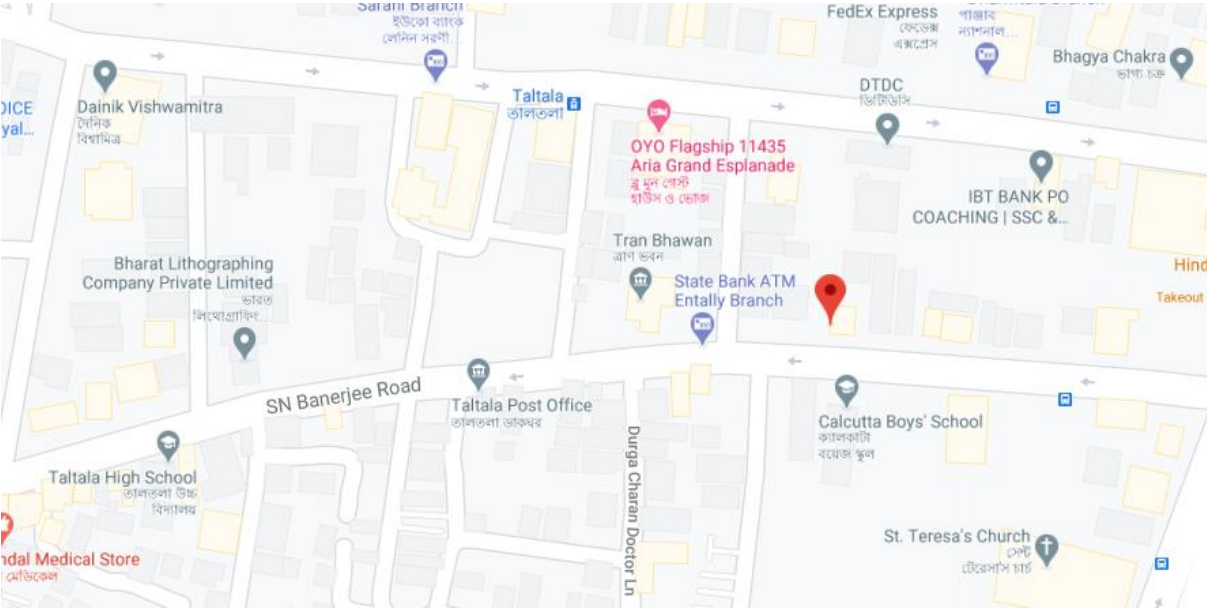 Sarani Branch
ইউকো ব্যাংক
লেনিন সরণী...
FedEx Express
ফেডেক্স
এক্সপ্রেস
পাঞ্জাব
ন্যাশনাল...
Bhagya Chakra
ভাগ্য চক্র
Dainik Vishwamitra
দৈনিক
বিশ্বামিত্র
Taltala
তালতলা
DTDC
ডিটিডিসি
OYO Flagship 11435
Aria Grand Esplanade
ব্লু মুন গেস্ট
হাউস ও ভোজ
IBT BANK PO
COACHING | SSC &...
Tran Bhawan
ত্রাণ ভবন
State Bank ATM
Entally Branch
Bharat Lithographing
Company Private Limited
ভারত
লিথোগ্রাফিং...
Hind
Takeout
SN Banerjee Road
Taltala Post Office
তালতলা ডাকঘর
Calcutta Boys' School
ক্যালকাটা
বয়েজ স্কুল
Durga Charan Doctor Ln
Taltala High School
তালতলা উচ্চ
বিদ্যালয়
St. Teresa's Church
সেন্ট
টেরেসা'স চার্চ
ndal Medical Store
মেডিকেল